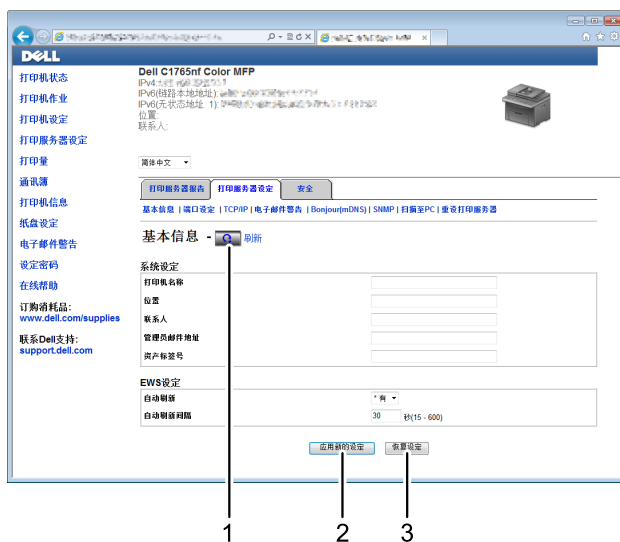 DELL
Dell C1765nf Color MFP
IPv4:
IPv6(链路本地地址):
IPv6(无状态地址 1):
位置:
联系人:
打印机状态
打印机作业
打印机设定
打印服务器设定
打印量
通讯簿
打印机信息
纸盘设定
电子邮件警告
设定密码
在线帮助
订购消耗品:
www.dell.com/supplies
联系Dell支持:
support.dell.com
简体中文
打印服务器报告 打印服务器设定 安全
基本信息 | 端口设定 | TCP/IP | 电子邮件警告 | Bonjour(mDNS) | SNMP | 扫描至PC | 重设打印服务器
基本信息 - 刷新
系统设定
打印机名称
位置
联系人
管理员邮件地址
资产标签号
EWS设定
自动刷新 * 有
自动刷新间隔 30 秒(15 - 600)
应用新的设定 恢复设定
1 2 3